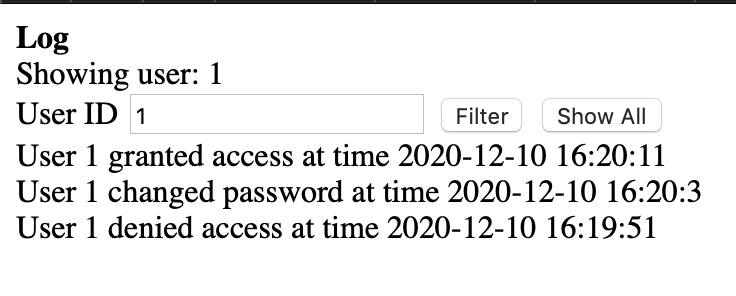 Log
Showing user: 1
User ID 1 Filter Show All
User 1 granted access at time 2020-12-10 16:20:11
User 1 changed password at time 2020-12-10 16:20:3
User 1 denied access at time 2020-12-10 16:19:51